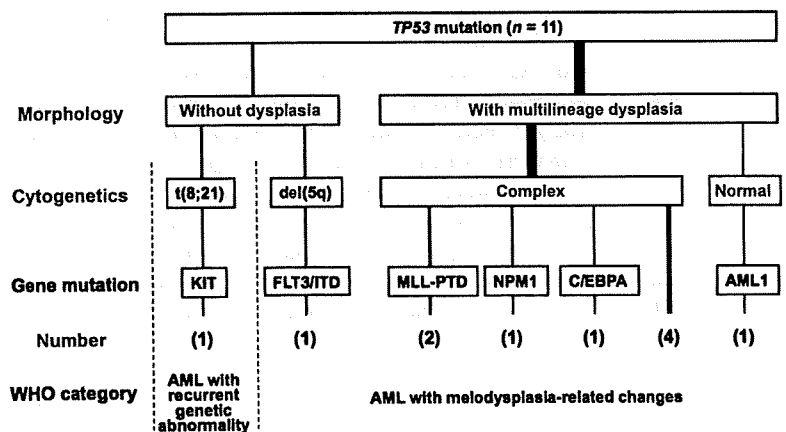 TP53 mutation (n = 11)
Morphology
Without dysplasia
With multilineage dysplasia
Cytogenetics
t(8;21)
del(5q)
Complex
Normal
Gene mutation
KIT
FLT3/ITD
MLL-PTD
NPM1
C/EBPA
AML1
Number
(1)
(1)
(2)
(1)
(1)
(4)
(1)
WHO category
AML with
recurrent
genetic
abnormality
AML with melodysplasia-related changes